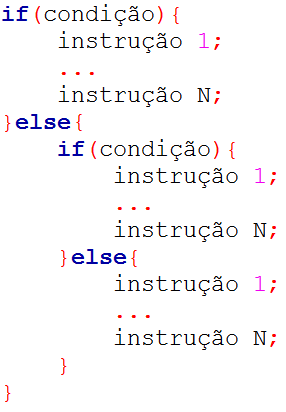 if(condição){
    instrução 1;
    ...
    instrução N;
}else{
    if(condição){
        instrução 1;
        ...
        instrução N;
    }else{
        instrução 1;
        ...
        instrução N;
    }
}